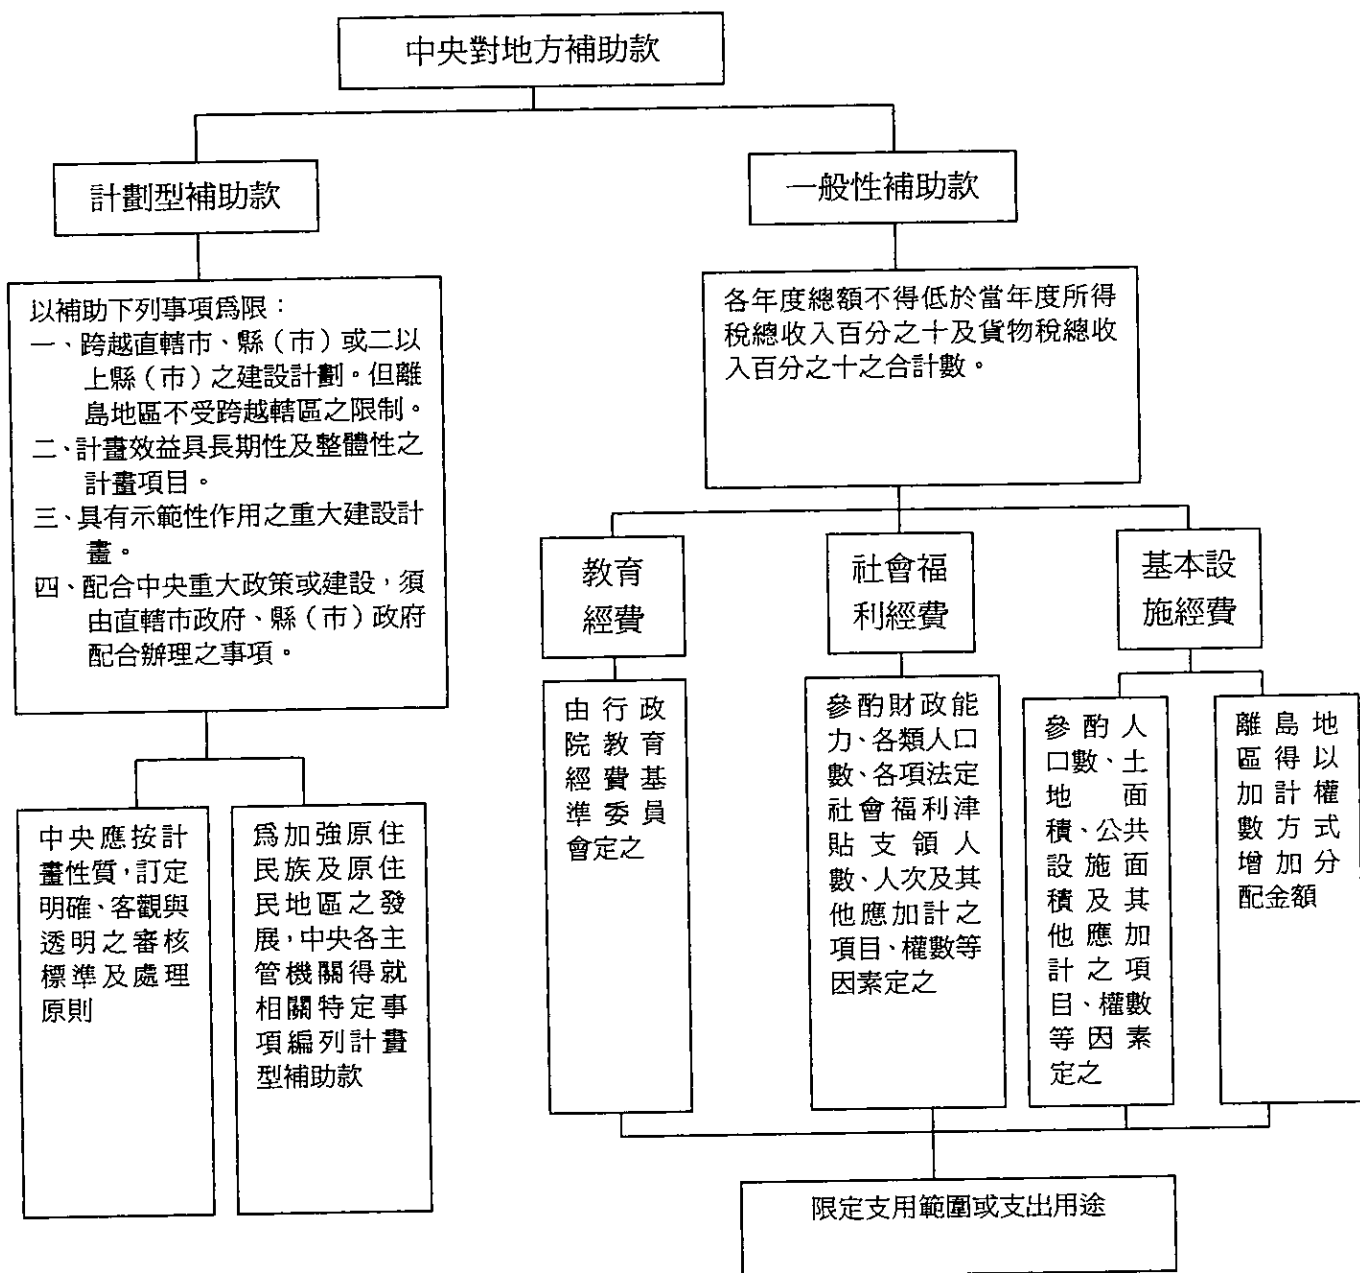 中央對地方補助款
計劃型補助款
一般性補助款
以補助下列事項爲限：
一、跨越直轄市、縣（市）或二以
上縣（市）之建設計劃。但離
島地區不受跨越轄區之限制。
二、計畫效益具長期性及整體性之
計畫項目。
三、具有示範性作用之重大建設計
畫。
四、配合中央重大政策或建設，須
由直轄市政府、縣（市）政府
配合辦理之事項。
各年度總額不得低於當年度所得
稅總收入百分之十及貨物稅總收
入百分之十之合計數。
教育
經費
社會福
利經費
基本設
施經費
中央應按計
畫性質，訂定
明確、客觀與
透明之審核
標準及處理
原則
爲加強原住
民族及原住
民地區之發
展，中央各主
管機關得就
相關特定事
項編列計畫
型補助款
由行政
院教育
經費基
準委員
會定之
參酌財政能
力、各類人口
數、各項法定
社會福利津
貼支領人
數、人次及其
他應加計之
項目、權數等
因素定之
參酌人
口數、土
地面
積、公共
設施面
積及其
他應加
計之項
目、權數
等因素
定之
離島地
區得以
加計權
數方式
增加分
配金額
限定支用範圍或支出用途